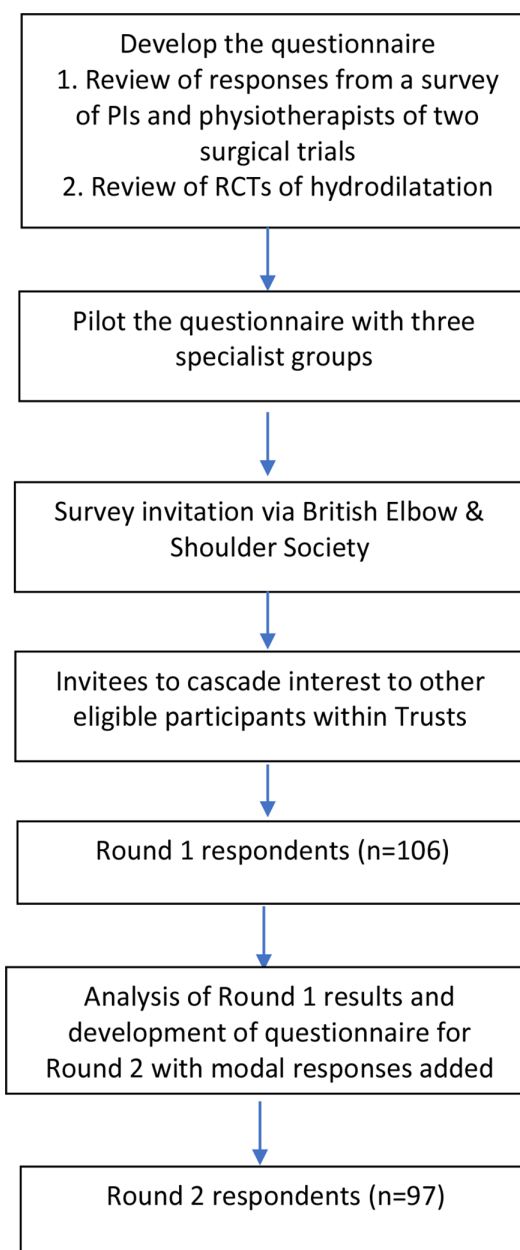 Develop the questionnaire
1. Review of responses from a survey
of PIs and physiotherapists of two
surgical trials
2. Review of RCTs of hydrodilatation
Pilot the questionnaire with three
specialist groups
Survey invitation via British Elbow &
Shoulder Society
Invitees to cascade interest to other
eligible participants within Trusts
Round 1 respondents (n=106)
Analysis of Round 1 results and
development of questionnaire for
Round 2 with modal responses added
Round 2 respondents (n=97)